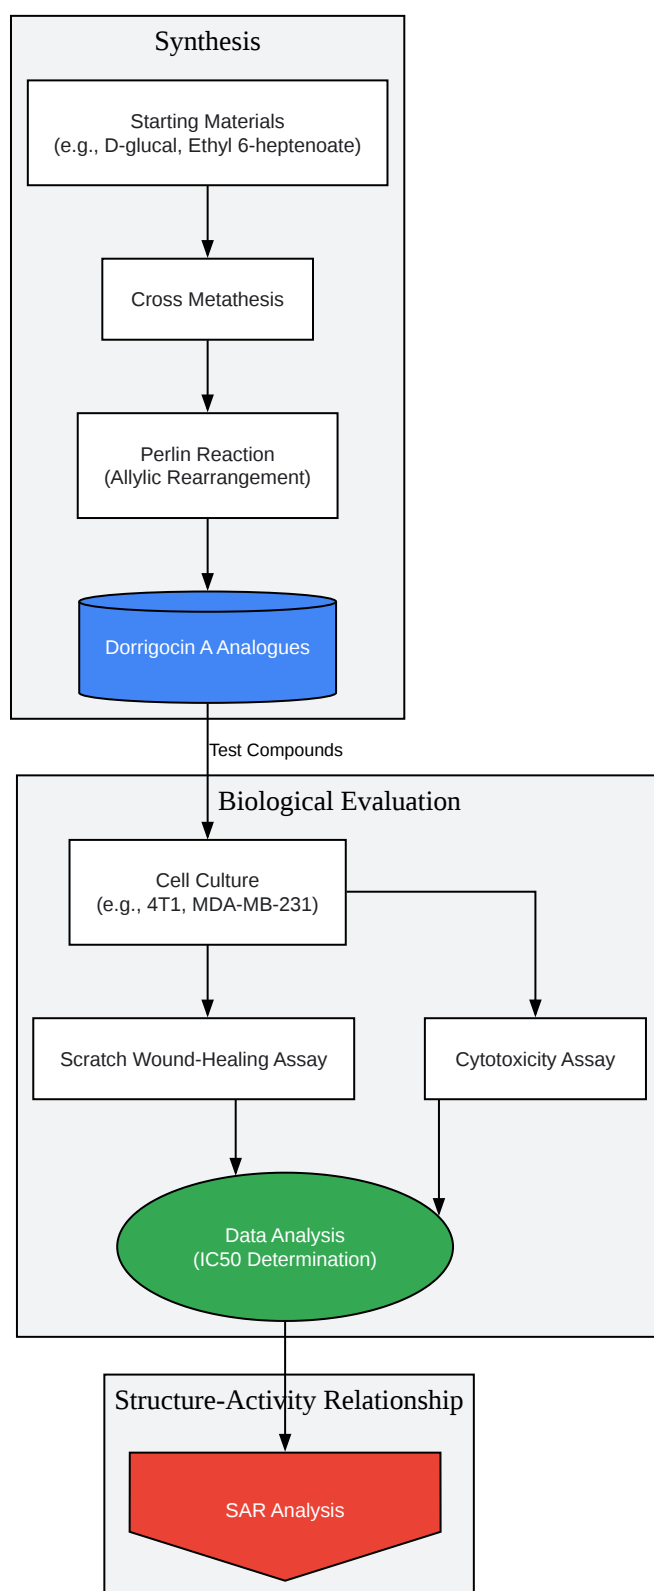 Synthesis
Starting Materials
(e.g., D-glucal, Ethyl 6-heptenoate)
Cross Metathesis
Perlin Reaction
(Allylic Rearrangement)
Dorrigocin A Analogues
Test Compounds
Biological Evaluation
Cell Culture
(e.g., 4T1, MDA-MB-231)
Scratch Wound-Healing Assay
Cytotoxicity Assay
Data Analysis
(IC50 Determination)
Structure-Activity Relationship
SAR Analysis